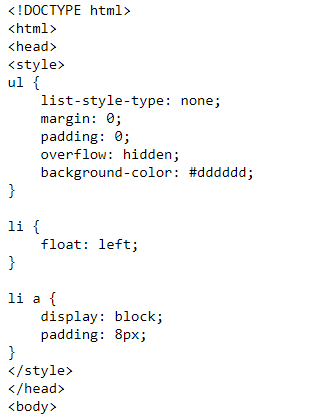 <!DOCTYPE html>
<html>
<head>
<style>
ul {
    list-style-type: none;
    margin: 0;
    padding: 0;
    overflow: hidden;
    background-color: #dddddd;
}

li {
    float: left;
}

li a {
    display: block;
    padding: 8px;
}
</style>
</head>
<body>